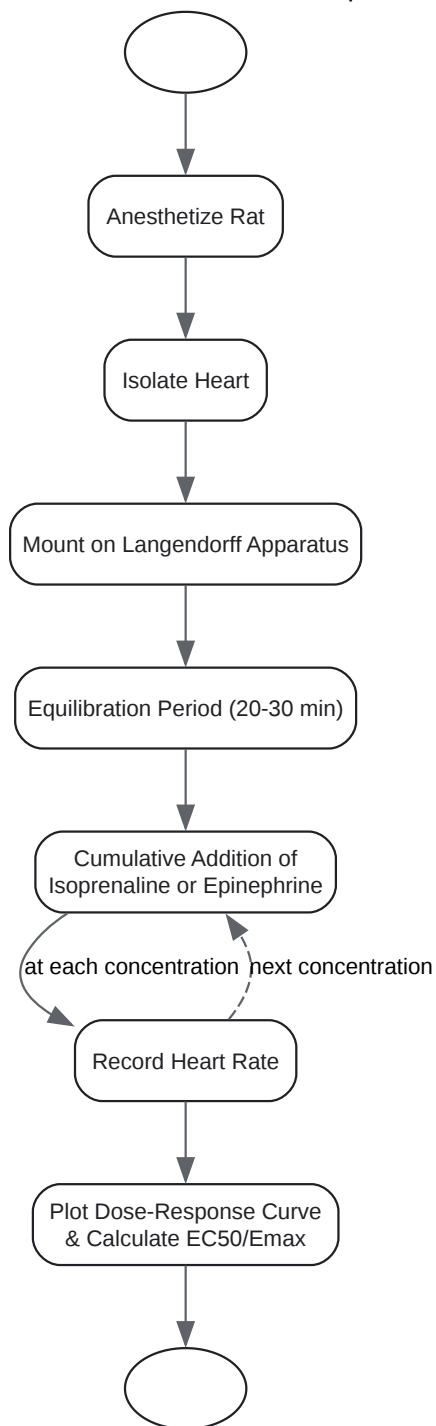 Anesthetize Rat
Isolate Heart
Mount on Langendorff Apparatus
Equilibration Period (20-30 min)
Cumulative Addition of
Isoprenaline or Epinephrine
at each concentration
next concentration
Record Heart Rate
Plot Dose-Response Curve
& Calculate EC50/Emax